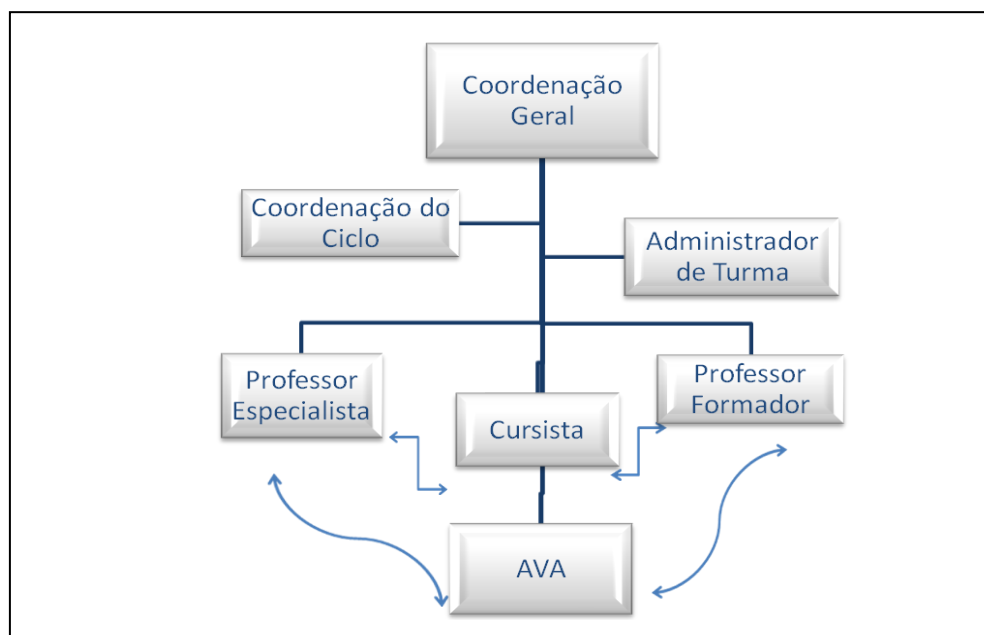 Coordenação
Geral
Coordenação do
Ciclo
Administrador
de Turma
Professor
Especialista
Cursista
Professor
Formador
AVA